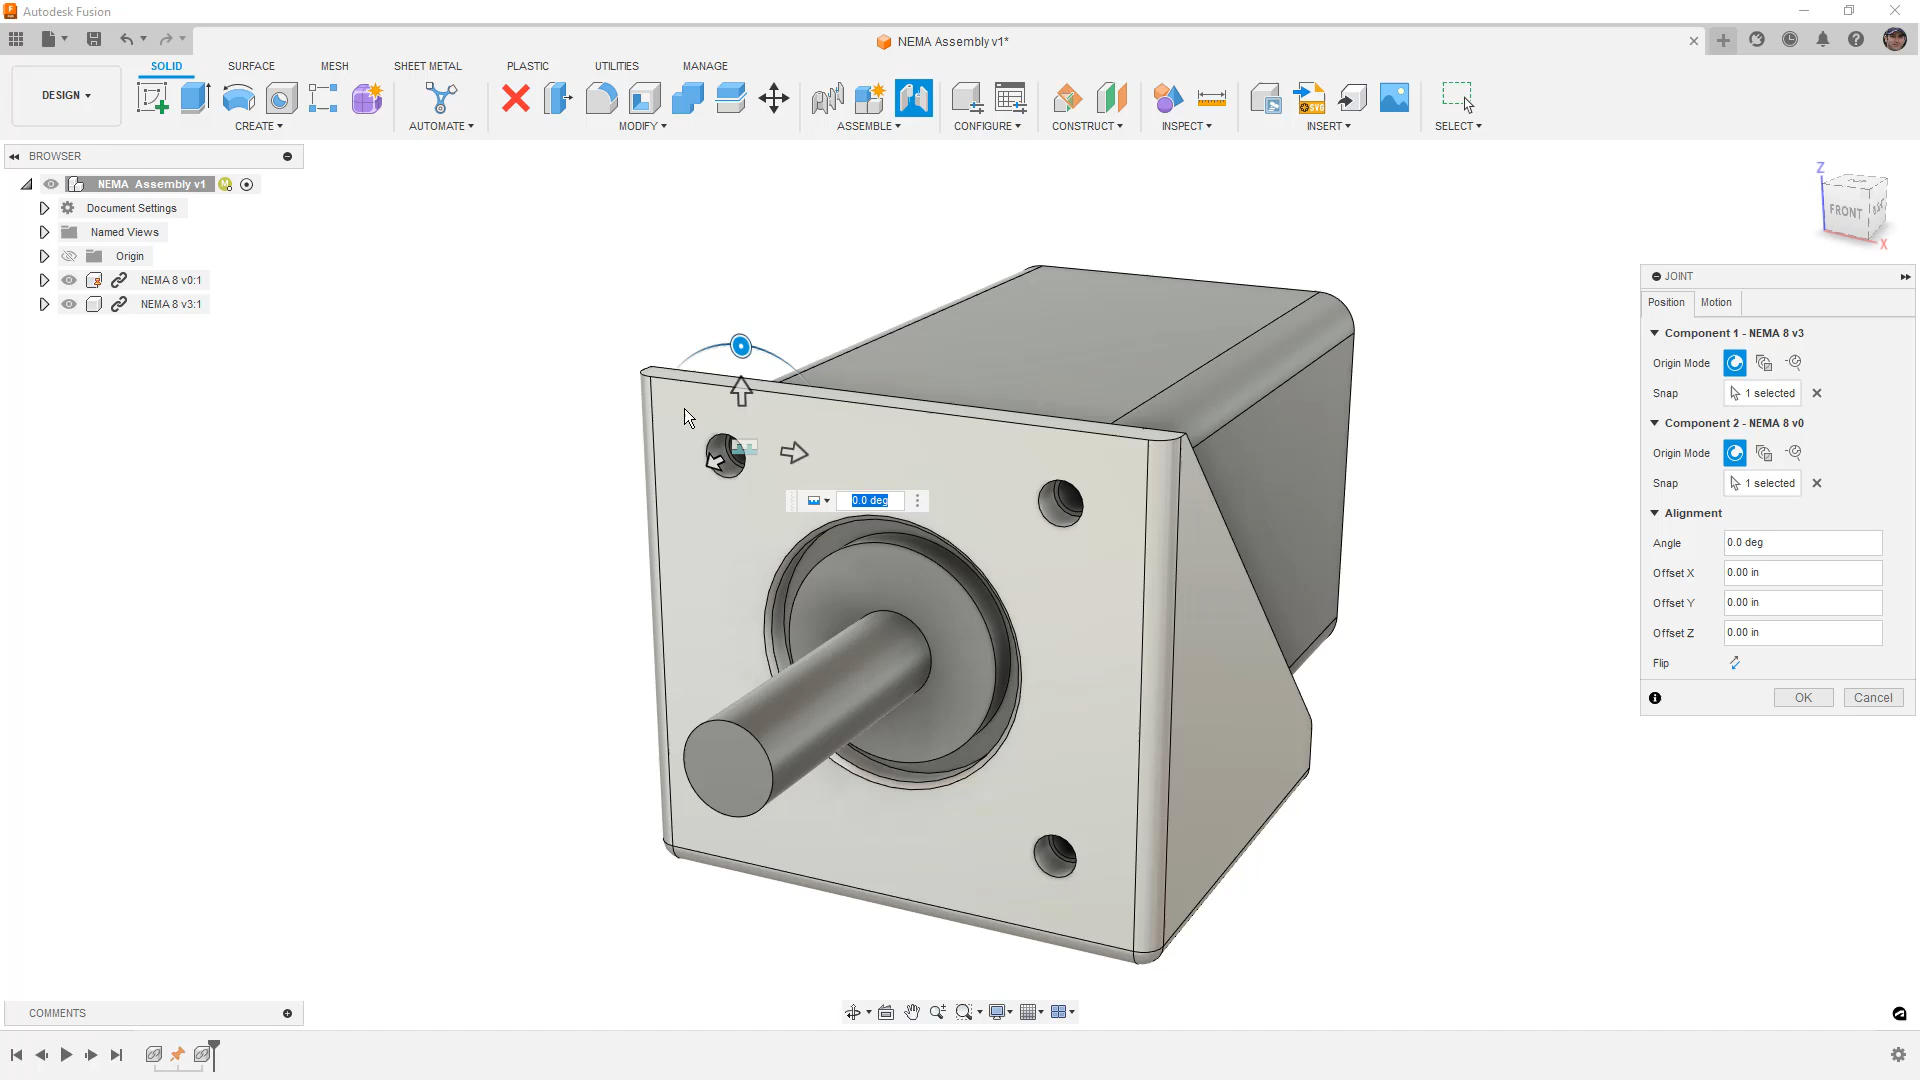 Autodesk Fusion
NEMA Assembly v1*
DESIGN
SOLID
SURFACE
MESH
SHEET METAL
PLASTIC
UTILITIES
MANAGE
CREATE
AUTOMATE
MODIFY
ASSEMBLE
CONFIGURE
CONSTRUCT
INSPECT
INSERT
SELECT
BROWSER
NEMA Assembly v1
Document Settings
Named Views
Origin
NEMA 8 v0:1
NEMA 8 v3:1
Z
FRONT
X
0.0 deg
JOINT
Position
Motion
Component 1 - NEMA 8 v3
Origin Mode
Snap
1 selected
Component 2 - NEMA 8 v0
Origin Mode
Snap
1 selected
Alignment
Angle
0.0 deg
Offset X
0.00 in
Offset Y
0.00 in
Offset Z
0.00 in
Flip
OK
Cancel
COMMENTS